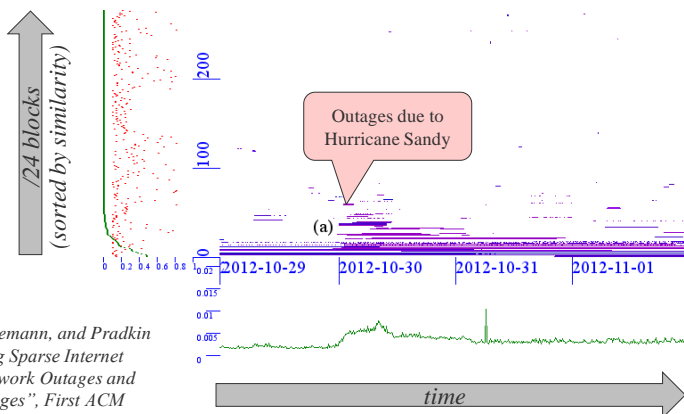 /24 blocks
(sorted by similarity)
200
100
0
Outages due to
Hurricane Sandy
(a)
0 0.2 0.4 0.6 0.8 1
2012-10-29 2012-10-30 2012-10-31 2012-11-01
0.02
0.015
0.01
0.005
0
time
emann, and Pradkin
g Sparse Internet
work Outages and
ges”, First ACM